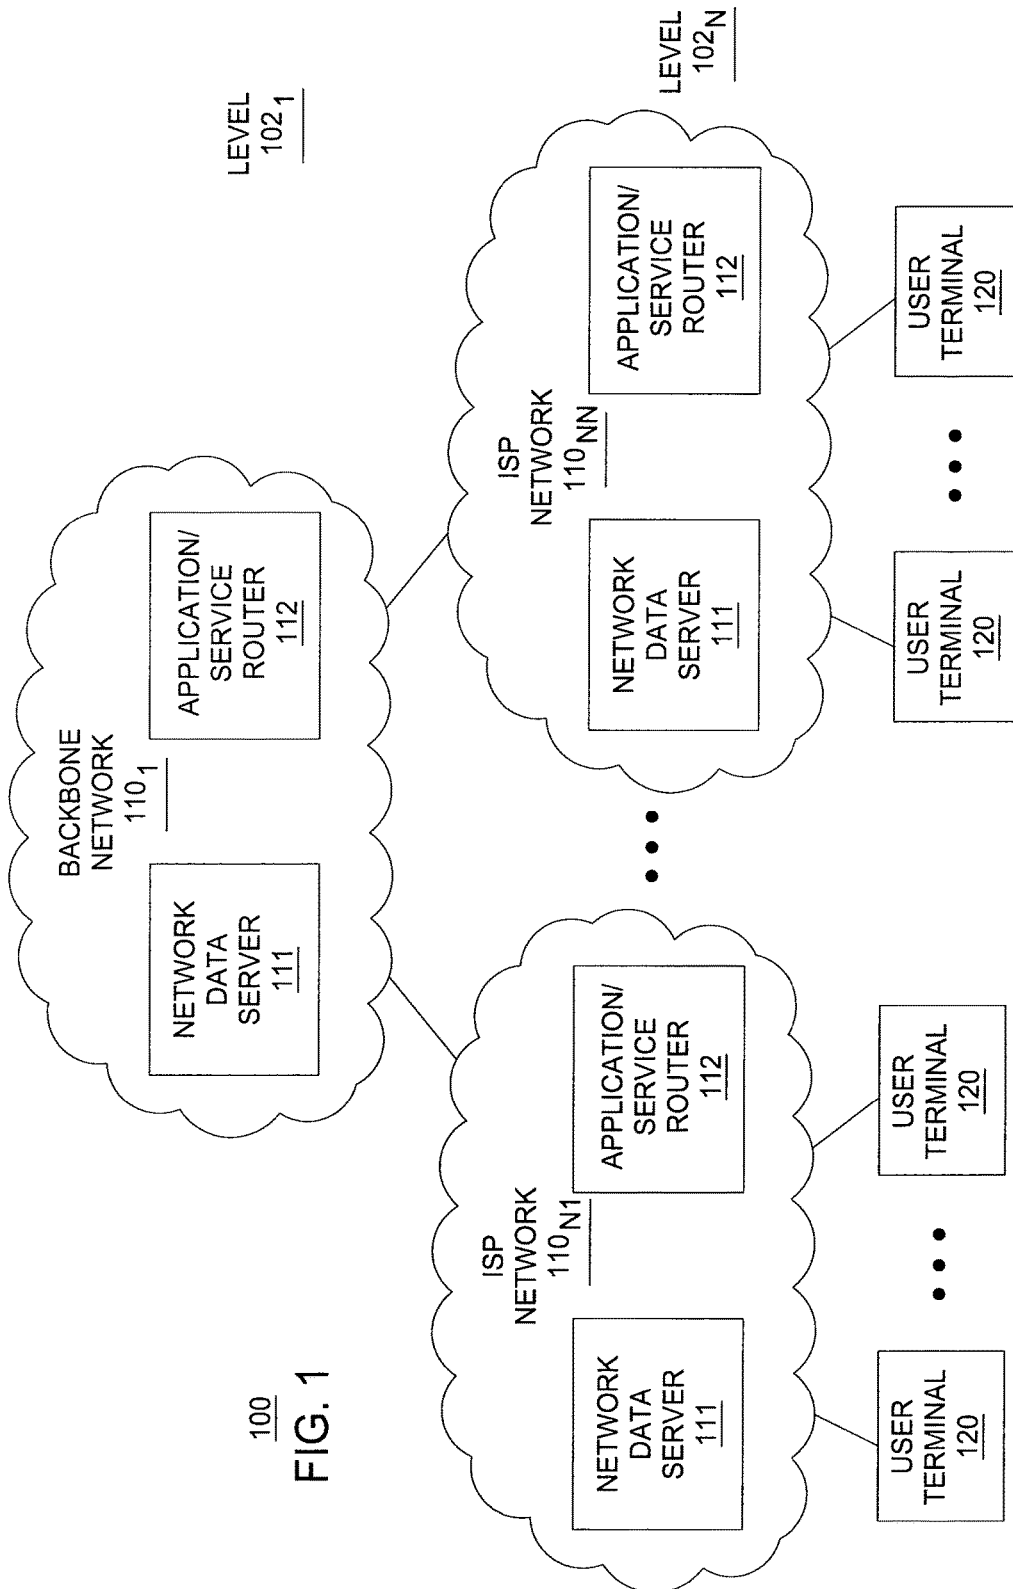 100
FIG. 1
LEVEL
102₁
BACKBONE
NETWORK
110₁
NETWORK
DATA
SERVER
111
APPLICATION/
SERVICE
ROUTER
112
LEVEL
102N
ISP
NETWORK
110N1
NETWORK
DATA
SERVER
111
APPLICATION/
SERVICE
ROUTER
112
ISP
NETWORK
110NN
NETWORK
DATA
SERVER
111
APPLICATION/
SERVICE
ROUTER
112
USER
TERMINAL
120
USER
TERMINAL
120
USER
TERMINAL
120
USER
TERMINAL
120